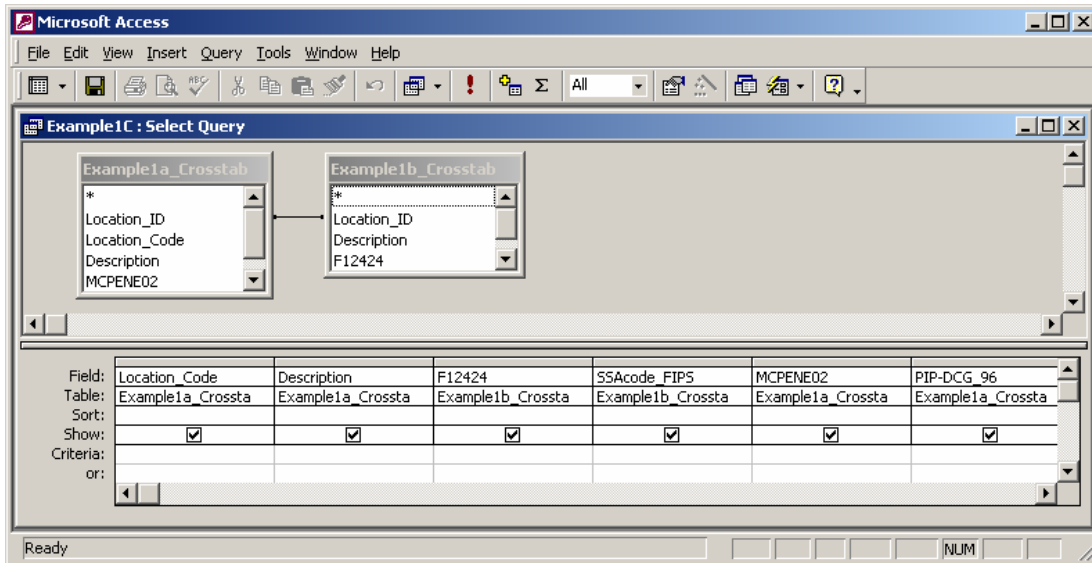 Microsoft Access
File Edit View Insert Query Tools Window Help
ABC All
Example1C : Select Query
Example1a_Crosstab Example1b_Crosstab
* *
Location_ID Location_ID
Location_Code Description
Description F12424
MCPENE02
Field: Location_Code Description F12424 SSAcode_FIPS MCPENE02 PIP-DCG_96
Table: Example1a_Crossta Example1a_Crossta Example1b_Crossta Example1b_Crossta Example1a_Crossta Example1a_Crossta
Sort:
Show:
Criteria:
or:
Ready NUM